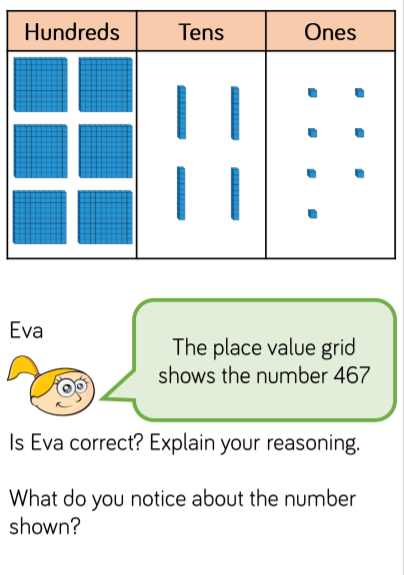 Hundreds Tens Ones
Eva
The place value grid
shows the number 467
Is Eva correct? Explain your reasoning.
What do you notice about the number
shown?